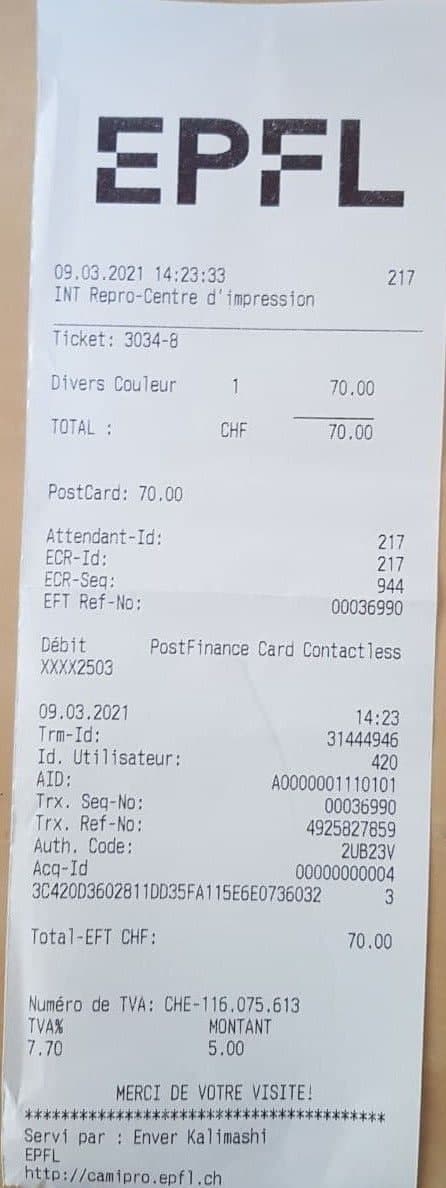 EPFL
09.03.2021 14:23:33 217
INT Repro-Centre d'impression
Ticket: 3034-8
Divers Couleur 1 70.00
TOTAL : CHF 70.00
PostCard: 70.00
Attendant-Id: 217
ECR-Id: 217
ECR-Seq: 944
EFT Ref-No: 00036990
Débit PostFinance Card Contactless
XXXX2503
09.03.2021 14:23
Trm-Id: 31444946
Id. Utilisateur: 420
AID: A0000001110101
Trx. Seq-No: 00036990
Trx. Ref-No: 4925827859
Auth. Code: 2UB23V
Acq-Id 00000000004
3C420D3602811DD35FA115E6E0736032 3
Total-EFT CHF: 70.00
Numéro de TVA: CHE-116.075.613
TVA% MONTANT
7.70 5.00
MERCI DE VOTRE VISITE!
****************************************
Servi par : Enver Kalimashi
EPFL
http://camipro.epfl.ch